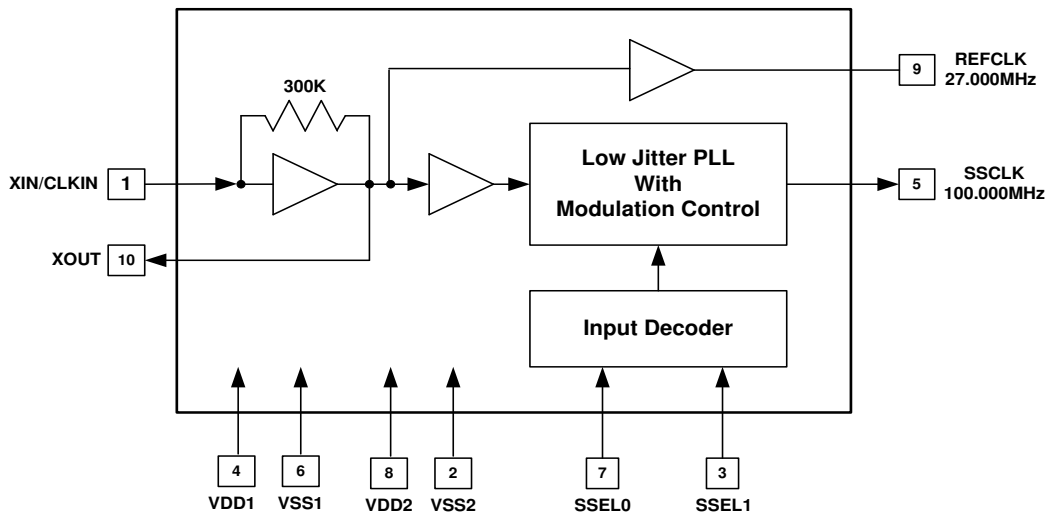 300K
9
REFCLK
27.000MHz
XIN/CLKIN
1
Low Jitter PLL
With
Modulation Control
5
SSCLK
100.000MHz
XOUT
10
Input Decoder
4
6
8
2
7
3
VDD1
VSS1
VDD2
VSS2
SSEL0
SSEL1